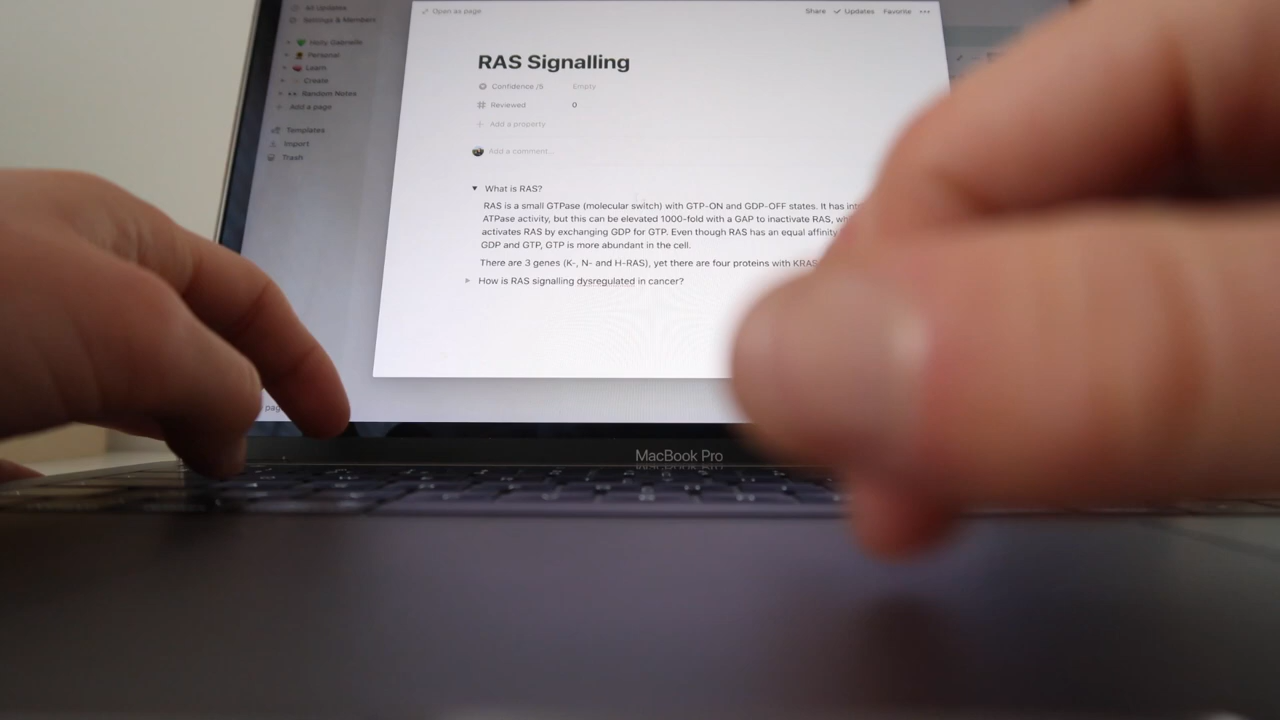 All Updates
Settings & Members
Holly Gabrielle
Personal
Learn
Create
Random Notes
Add a page
Templates
Import
Trash
Open as page
Share Updates Favorite
RAS Signalling
Confidence /5 Empty
Reviewed 0
Add a property
Add a comment...
What is RAS?
RAS is a small GTPase (molecular switch) with GTP-ON and GDP-OFF states. It has
ATPase activity, but this can be elevated 1000-fold with a GAP to inactivate RAS,
activates RAS by exchanging GDP for GTP. Even though RAS has an equal affinity
GDP and GTP, GTP is more abundant in the cell.
There are 3 genes (K-, N- and H-RAS), yet there are four proteins with KRAS
How is RAS signalling dysregulated in cancer?
MacBook Pro